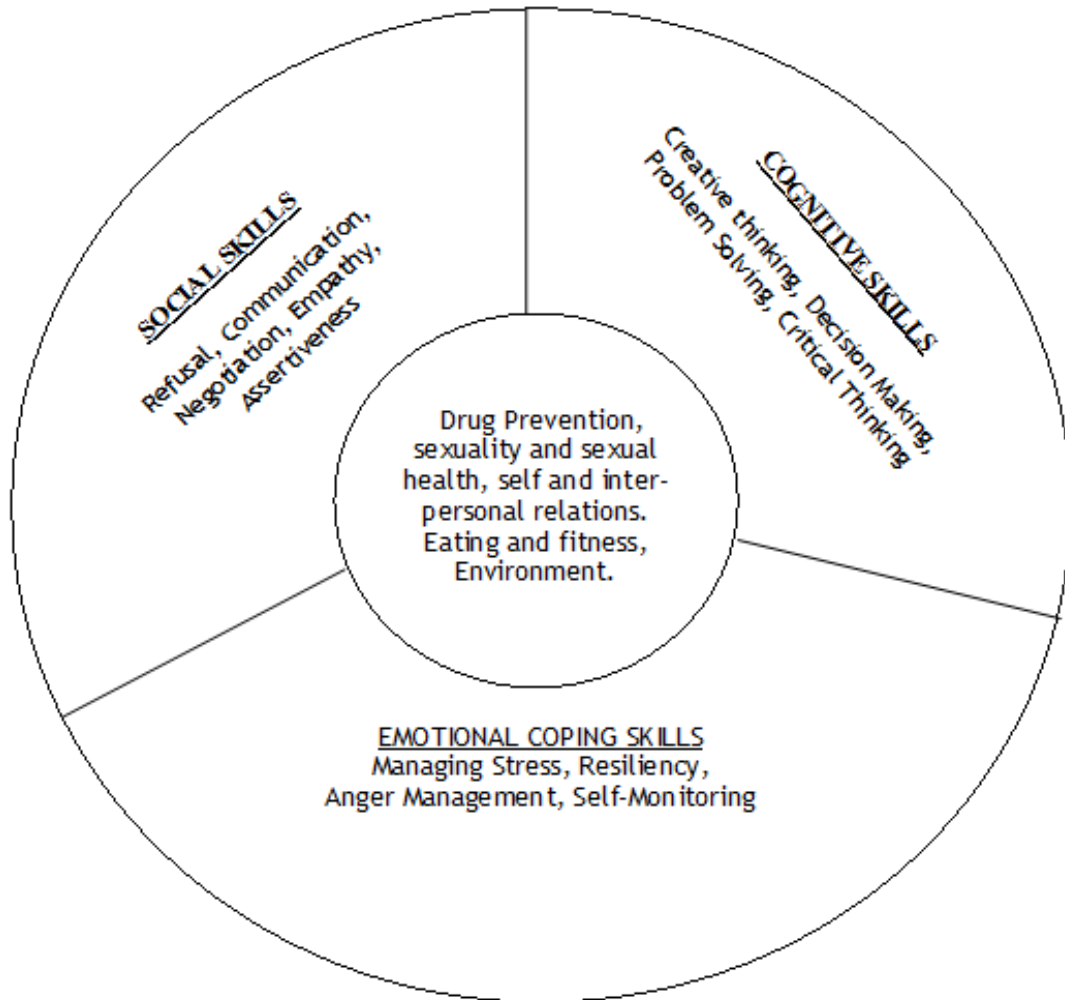 SOCIAL SKILLS
Refusal, Communication,
Negotiation, Empathy,
Assertiveness
COGNITIVE SKILLS
Creative thinking, Decision Making,
Problem Solving, Critical Thinking
Drug Prevention,
sexuality and sexual
health, self and inter-
personal relations.
Eating and fitness,
Environment.
EMOTIONAL COPING SKILLS
Managing Stress, Resiliency,
Anger Management, Self-Monitoring